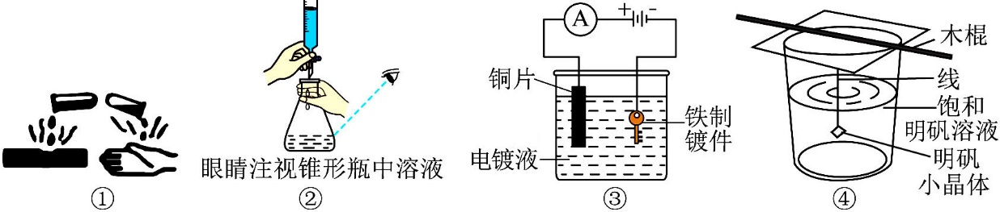 眼睛注视锥形瓶中溶液
A
+ -
铜片
铁制
镀件
电镀液
木棍
线
饱和
明矾溶液
明矾
小晶体
① ② ③ ④